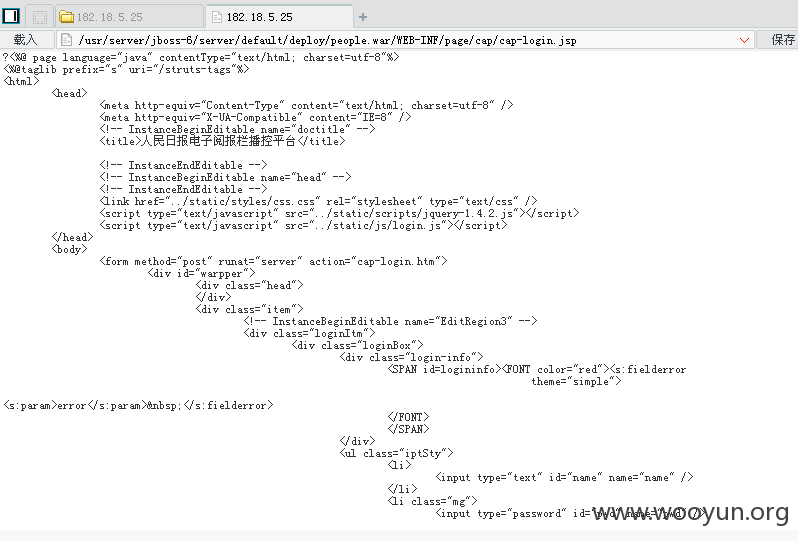 182.18.5.25
182.18.5.25
载入
/usr/server/jboss-6/server/default/deploy/people.war/WEB-INF/page/cap/cap-login.jsp
保存
?<%@ page language="java" contentType="text/html; charset=utf-8"%>
<%@taglib prefix="s" uri="/struts-tags"%>
<html>
<head>
<meta http-equiv="Content-Type" content="text/html; charset=utf-8" />
<meta http-equiv="X-UA-Compatible" content="IE=8" />
<!-- InstanceBeginEditable name="doctitle" -->
<title>人民日报电子阅报栏播控平台</title>
<!-- InstanceEndEditable -->
<!-- InstanceBeginEditable name="head" -->
<!-- InstanceEndEditable -->
<link href="../static/styles/css.css" rel="stylesheet" type="text/css" />
<script type="text/javascript" src="../static/scripts/jquery-1.4.2.js"></script>
<script type="text/javascript" src="../static/js/login.js"></script>
</head>
<body>
<form method="post" runat="server" action="cap-login.htm">
<div id="warpper">
<div class="head">
</div>
<div class="item">
<!-- InstanceBeginEditable name="EditRegion3" -->
<div class="loginItm">
<div class="loginBox">
<div class="login-info">
<SPAN id=logininfo><FONT color="red"><s:fielderror
theme="simple">
<s:param>error</s:param>&nbsp;</s:fielderror>
</FONT>
</SPAN>
</div>
<ul class="iptSty">
<li>
<input type="text" id="name" name="name" />
</li>
<li class="mg">
<input type="password" id= />
www.wooyun.org